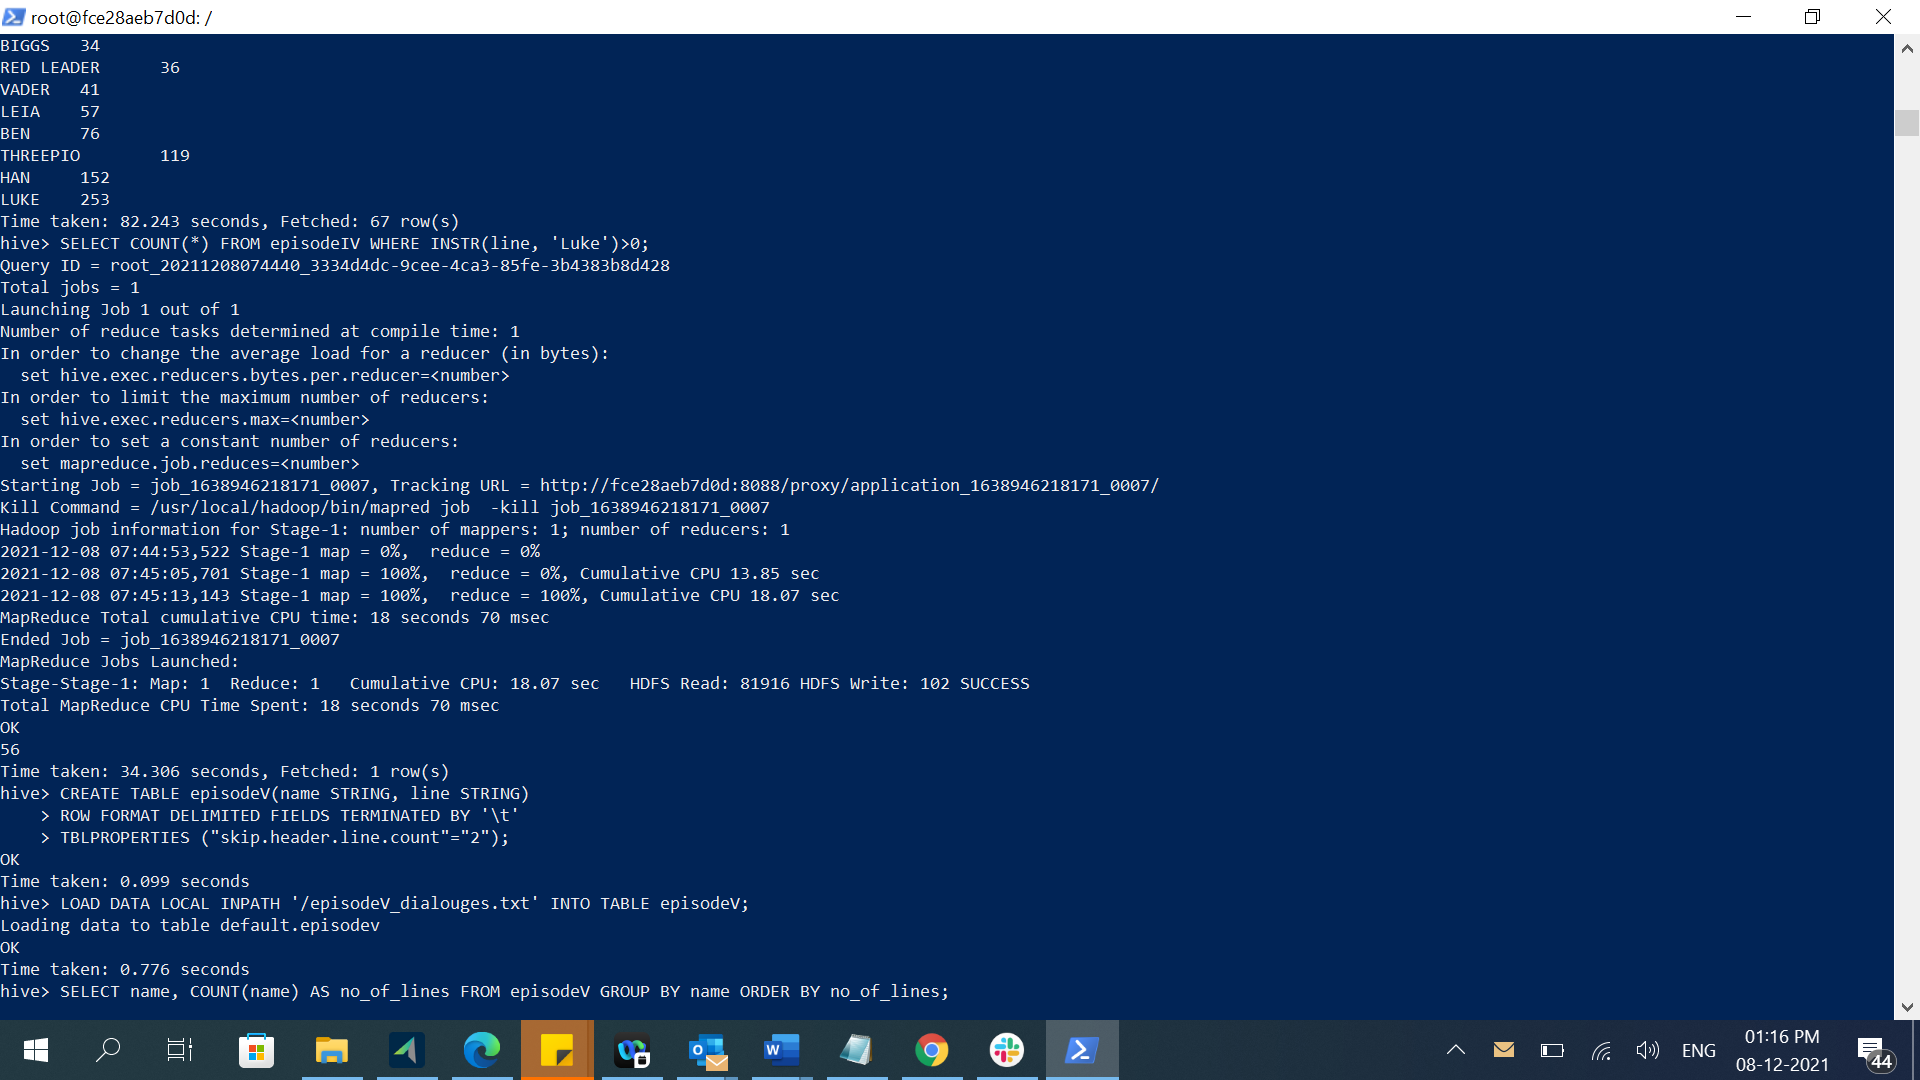 root@fce28aeb7d0d: /
BIGGS   34
RED LEADER      36
VADER   41
LEIA    57
BEN     76
THREEPIO        119
HAN     152
LUKE    253
Time taken: 82.243 seconds, Fetched: 67 row(s)
hive> SELECT COUNT(*) FROM episodeIV WHERE INSTR(line, 'Luke')>0;
Query ID = root_20211208074440_3334d4dc-9cee-4ca3-85fe-3b4383b8d428
Total jobs = 1
Launching Job 1 out of 1
Number of reduce tasks determined at compile time: 1
In order to change the average load for a reducer (in bytes):
  set hive.exec.reducers.bytes.per.reducer=<number>
In order to limit the maximum number of reducers:
  set hive.exec.reducers.max=<number>
In order to set a constant number of reducers:
  set mapreduce.job.reduces=<number>
Starting Job = job_1638946218171_0007, Tracking URL = http://fce28aeb7d0d:8088/proxy/application_1638946218171_0007/
Kill Command = /usr/local/hadoop/bin/mapred job  -kill job_1638946218171_0007
Hadoop job information for Stage-1: number of mappers: 1; number of reducers: 1
2021-12-08 07:44:53,522 Stage-1 map = 0%,  reduce = 0%
2021-12-08 07:45:05,701 Stage-1 map = 100%,  reduce = 0%, Cumulative CPU 13.85 sec
2021-12-08 07:45:13,143 Stage-1 map = 100%,  reduce = 100%, Cumulative CPU 18.07 sec
MapReduce Total cumulative CPU time: 18 seconds 70 msec
Ended Job = job_1638946218171_0007
MapReduce Jobs Launched:
Stage-Stage-1: Map: 1  Reduce: 1   Cumulative CPU: 18.07 sec   HDFS Read: 81916 HDFS Write: 102 SUCCESS
Total MapReduce CPU Time Spent: 18 seconds 70 msec
OK
56
Time taken: 34.306 seconds, Fetched: 1 row(s)
hive> CREATE TABLE episodeV(name STRING, line STRING)
    > ROW FORMAT DELIMITED FIELDS TERMINATED BY '\t'
    > TBLPROPERTIES ("skip.header.line.count"="2");
OK
Time taken: 0.099 seconds
hive> LOAD DATA LOCAL INPATH '/episodeV_dialouges.txt' INTO TABLE episodeV;
Loading data to table default.episodev
OK
Time taken: 0.776 seconds
hive> SELECT name, COUNT(name) AS no_of_lines FROM episodeV GROUP BY name ORDER BY no_of_lines;
ENG
01:16 PM
08-12-2021
44